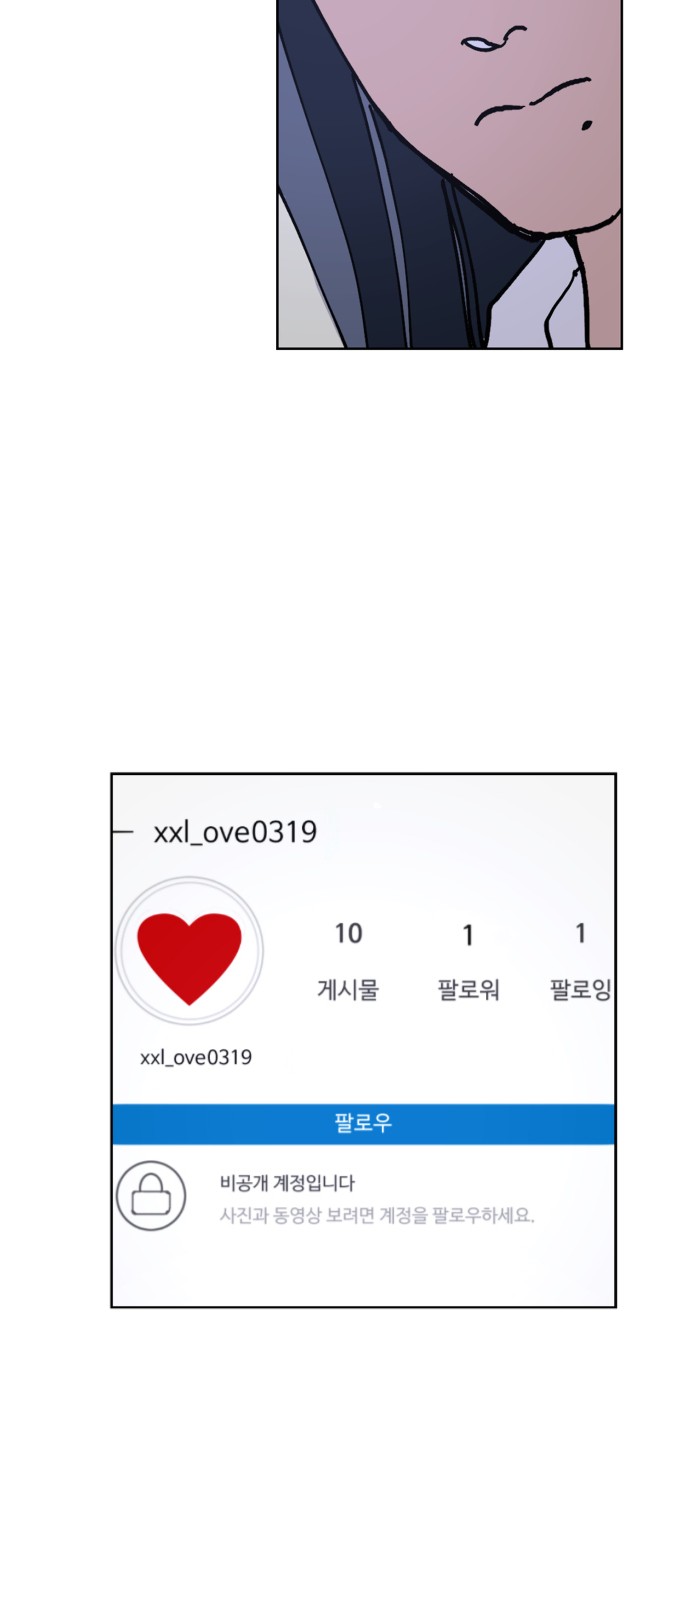 xxl_ove0319
10 1 1
게시물 팔로워 팔로잉
xxl_ove0319
팔로우
비공개 계정입니다
사진과 동영상 보려면 계정을 팔로우하세요.